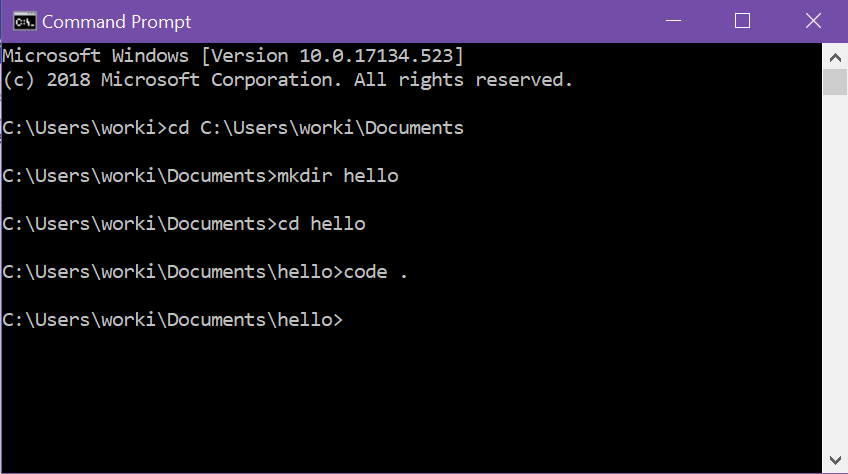 Command Prompt
Microsoft Windows [Version 10.0.17134.523]
(c) 2018 Microsoft Corporation. All rights reserved.
C:\Users\worki>cd C:\Users\worki\Documents
C:\Users\worki\Documents>mkdir hello
C:\Users\worki\Documents>cd hello
C:\Users\worki\Documents\hello>code .
C:\Users\worki\Documents\hello>